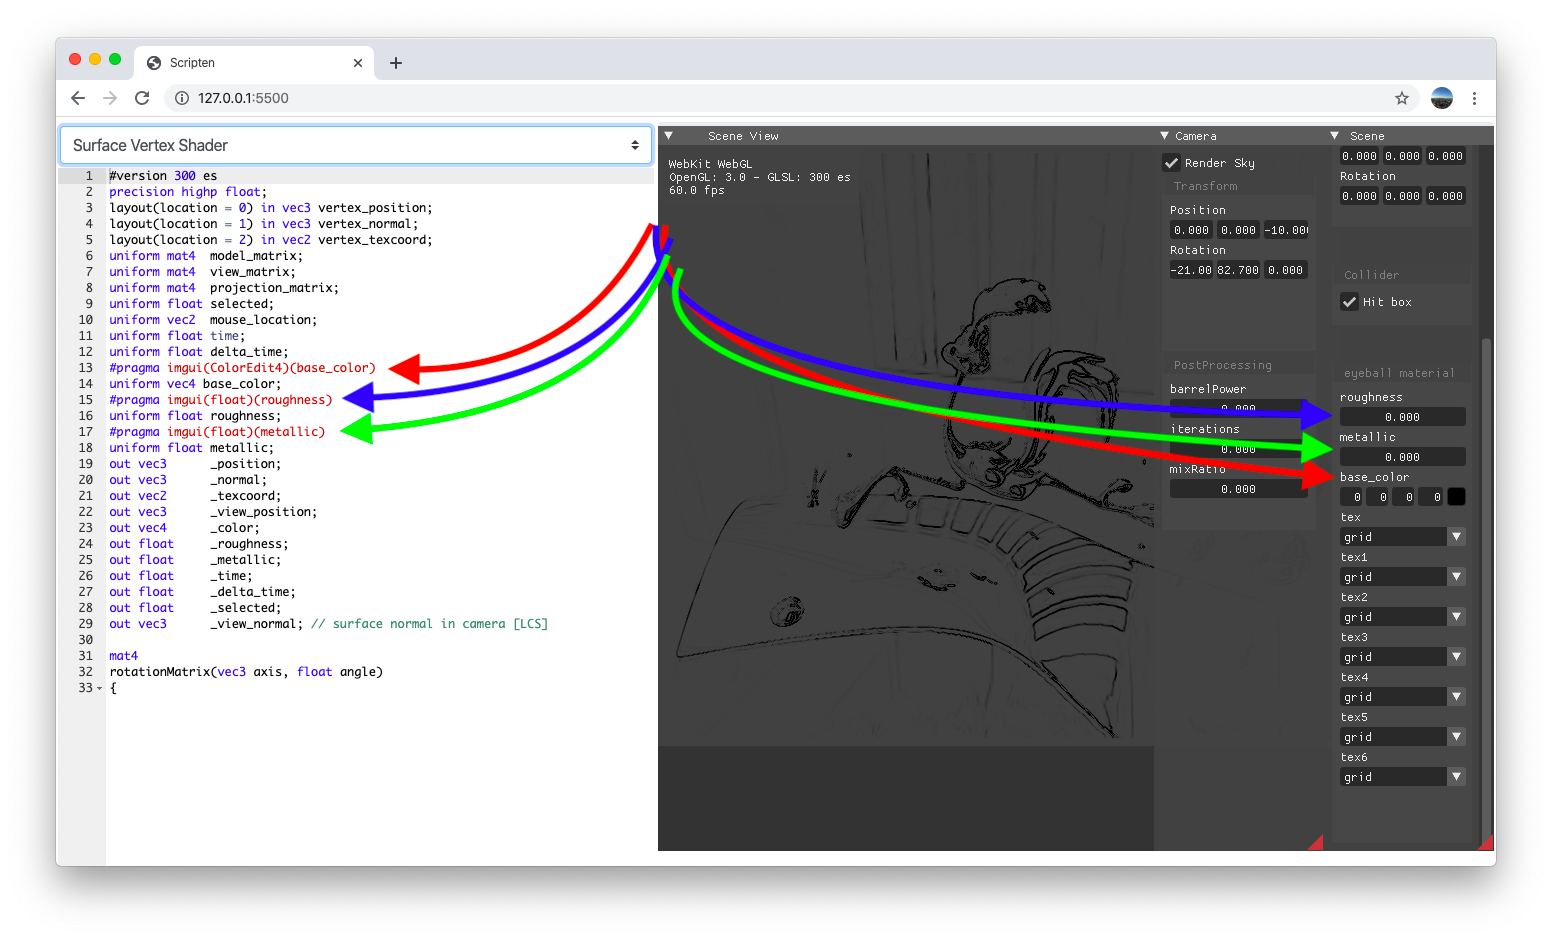 Scripten
127.0.0.1:5500
Surface Vertex Shader
1 #version 300 es
2 precision highp float;
3 layout(location = 0) in vec3 vertex_position;
4 layout(location = 1) in vec3 vertex_normal;
5 layout(location = 2) in vec2 vertex_texcoord;
6 uniform mat4  model_matrix;
7 uniform mat4  view_matrix;
8 uniform mat4  projection_matrix;
9 uniform float selected;
10 uniform vec2  mouse_location;
11 uniform float time;
12 uniform float delta_time;
13 #pragma imgui(ColorEdit4)(base_color)
14 uniform vec4 base_color;
15 #pragma imgui(float)(roughness)
16 uniform float roughness;
17 #pragma imgui(float)(metallic)
18 uniform float metallic;
19 out vec3      _position;
20 out vec3      _normal;
21 out vec2      _texcoord;
22 out vec3      _view_position;
23 out vec4      _color;
24 out float     _roughness;
25 out float     _metallic;
26 out float     _time;
27 out float     _delta_time;
28 out float     _selected;
29 out vec3      _view_normal; // surface normal in camera [LCS]
30
31 mat4
32 rotationMatrix(vec3 axis, float angle)
33 {
Scene View
WebKit WebGL
OpenGL: 3.0 - GLSL: 300 es
60.0 fps
Camera
Render Sky
Transform
Position
0.000 0.000 -10.000
Rotation
-21.00 82.700 0.000
PostProcessing
barrelPower
0.000
iterations
0.000
mixRatio
0.000
Scene
0.000 0.000 0.000
Rotation
0.000 0.000 0.000
Collider
Hit box
eyeball material
roughness
0.000
metallic
0.000
base_color
0 0 0 0
tex
grid
tex1
grid
tex2
grid
tex3
grid
tex4
grid
tex5
grid
tex6
grid